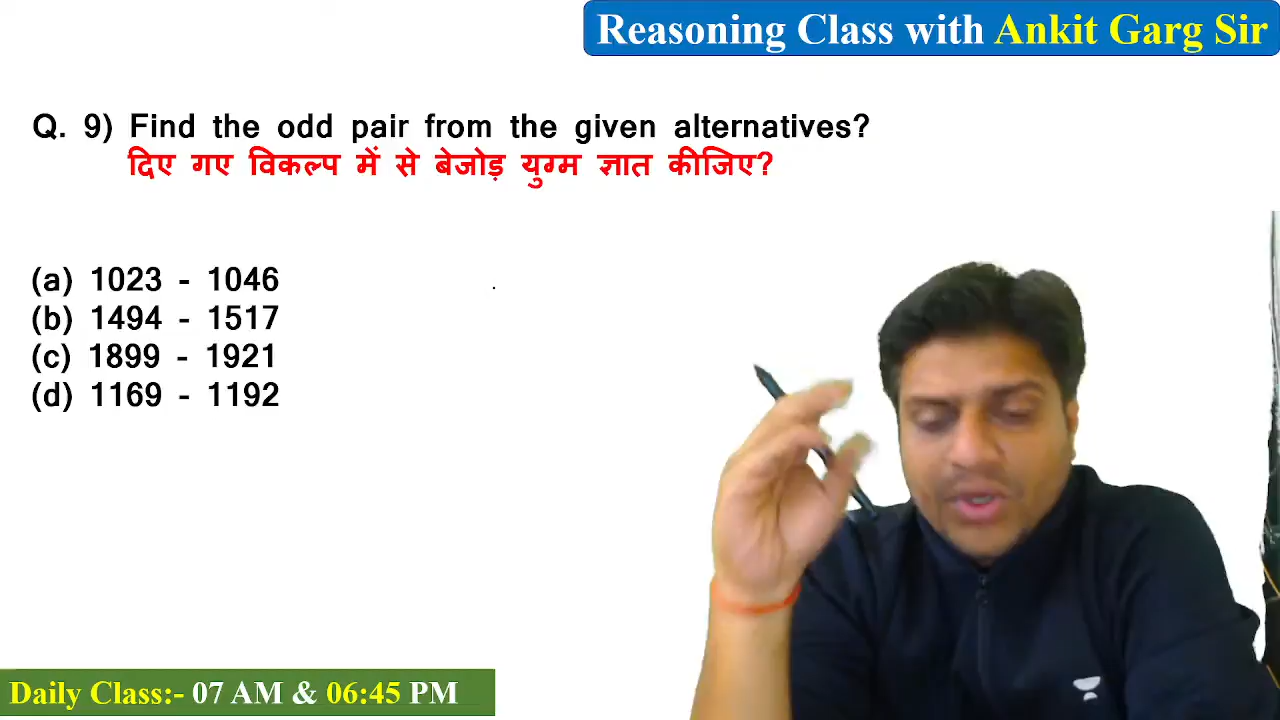 Reasoning Class with Ankit Garg Sir
Q. 9) Find the odd pair from the given alternatives?
दिए गए विकल्प में से बेजोड़ युग्म ज्ञात कीजिए?
(a) 1023 - 1046
(b) 1494 - 1517
(c) 1899 - 1921
(d) 1169 - 1192
Daily Class:- 07 AM & 06:45 PM